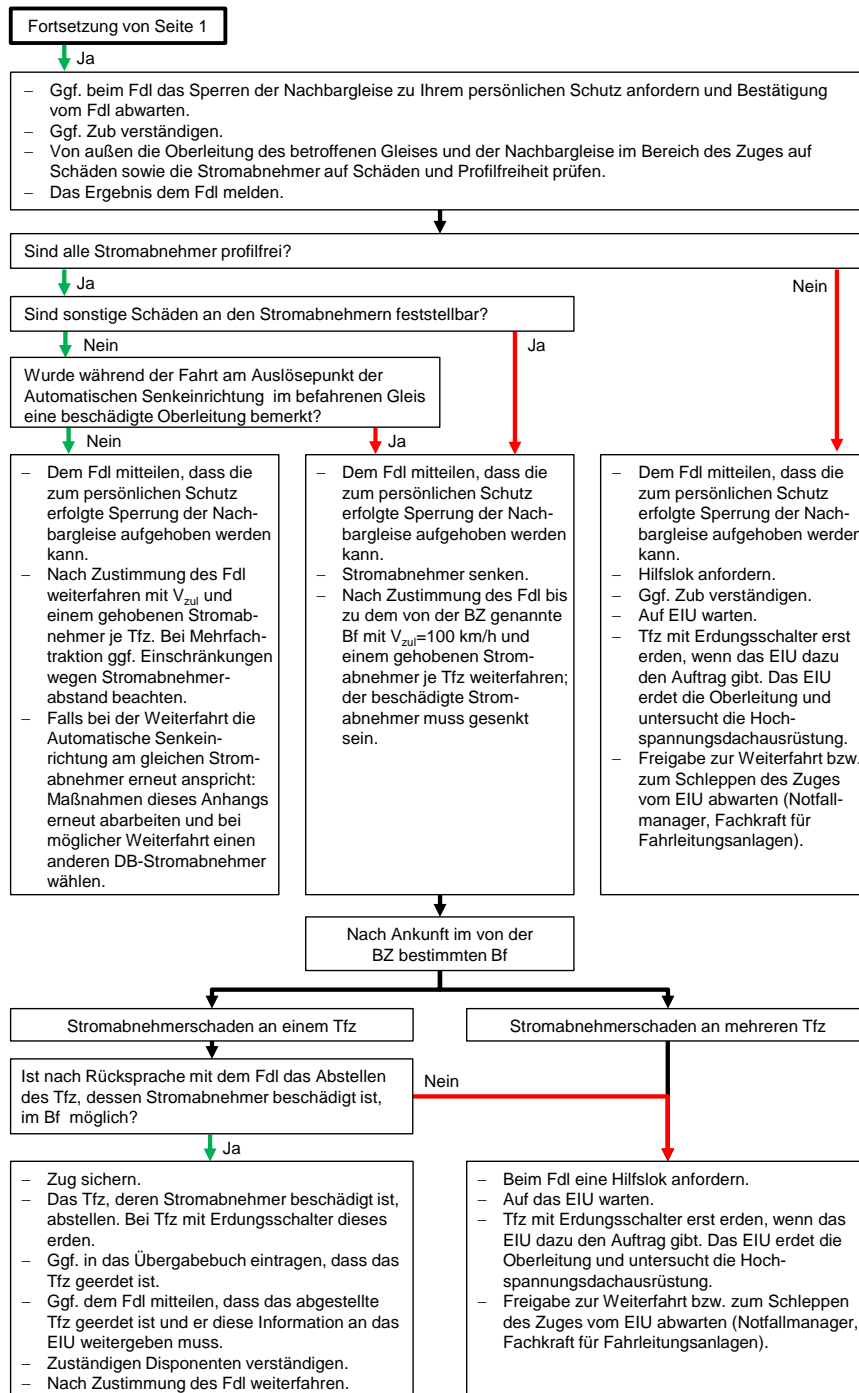 Fortsetzung von Seite 1
Ja
– Ggf. beim Fdl das Sperren der Nachbargleise zu Ihrem persönlichen Schutz anfordern und Bestätigung
vom Fdl abwarten.
– Ggf. Zub verständigen.
– Von außen die Oberleitung des betroffenen Gleises und der Nachbargleise im Bereich des Zuges auf
Schäden sowie die Stromabnehmer auf Schäden und Profilfreiheit prüfen.
– Das Ergebnis dem Fdl melden.
Sind alle Stromabnehmer profilfrei?
Ja
Nein
Sind sonstige Schäden an den Stromabnehmern feststellbar?
Nein
Ja
Wurde während der Fahrt am Auslösepunkt der
Automatischen Senkeinrichtung im befahrenen Gleis
eine beschädigte Oberleitung bemerkt?
Nein
Ja
– Dem Fdl mitteilen, dass die
zum persönlichen Schutz
erfolgte Sperrung der Nach-
bargleise aufgehoben werden
kann.
– Nach Zustimmung des Fdl
weiterfahren mit Vzul und
einem gehobenen Stromab-
nehmer je Tfz. Bei Mehrfach-
traktion ggf. Einschränkungen
wegen Stromabnehmer-
abstand beachten.
– Falls bei der Weiterfahrt die
Automatische Senkein-
richtung am gleichen Strom-
abnehmer erneut anspricht:
Maßnahmen dieses Anhangs
erneut abarbeiten und bei
möglicher Weiterfahrt einen
anderen DB-Stromabnehmer
wählen.
– Dem Fdl mitteilen, dass die
zum persönlichen Schutz
erfolgte Sperrung der Nach-
bargleise aufgehoben werden
kann.
– Stromabnehmer senken.
– Nach Zustimmung des Fdl bis
zu dem von der BZ genannte
Bf mit Vzul=100 km/h und
einem gehobenen Strom-
abnehmer je Tfz weiterfahren;
der beschädigte Strom-
abnehmer muss gesenkt
sein.
– Dem Fdl mitteilen, dass die
zum persönlichen Schutz
erfolgte Sperrung der Nach-
bargleise aufgehoben werden
kann.
– Hilfslok anfordern.
– Ggf. Zub verständigen.
– Auf EIU warten.
– Tfz mit Erdungsschalter erst
erden, wenn das EIU dazu
den Auftrag gibt. Das EIU
erdet die Oberleitung und
untersucht die Hoch-
spannungsdachausrüstung.
– Freigabe zur Weiterfahrt bzw.
zum Schleppen des Zuges
vom EIU abwarten (Notfall-
manager, Fachkraft für
Fahrleitungsanlagen).
Nach Ankunft im von der
BZ bestimmten Bf
Stromabnehmerschaden an einem Tfz
Stromabnehmerschaden an mehreren Tfz
Ist nach Rücksprache mit dem Fdl das Abstellen
des Tfz, dessen Stromabnehmer beschädigt ist,
im Bf möglich?
Nein
Ja
– Zug sichern.
– Das Tfz, deren Stromabnehmer beschädigt ist,
abstellen. Bei Tfz mit Erdungsschalter dieses
erden.
– Ggf. in das Übergabebuch eintragen, dass das
Tfz geerdet ist.
– Ggf. dem Fdl mitteilen, dass das abgestellte
Tfz geerdet ist und er diese Information an das
EIU weitergeben muss.
– Zuständigen Disponenten verständigen.
– Nach Zustimmung des Fdl weiterfahren.
– Beim Fdl eine Hilfslok anfordern.
– Auf das EIU warten.
– Tfz mit Erdungsschalter erst erden, wenn das
EIU dazu den Auftrag gibt. Das EIU erdet die
Oberleitung und untersucht die Hoch-
spannungsdachausrüstung.
– Freigabe zur Weiterfahrt bzw. zum Schleppen
des Zuges vom EIU abwarten (Notfallmanager,
Fachkraft für Fahrleitungsanlagen).